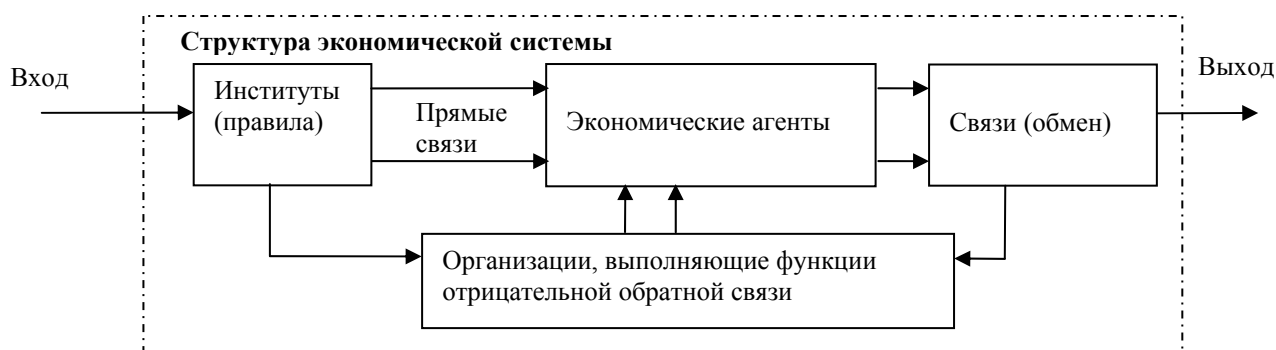 Структура экономической системы
Вход
Выход
Институты
(правила)
Прямые
связи
Экономические агенты
Связи (обмен)
Организации, выполняющие функции
отрицательной обратной связи